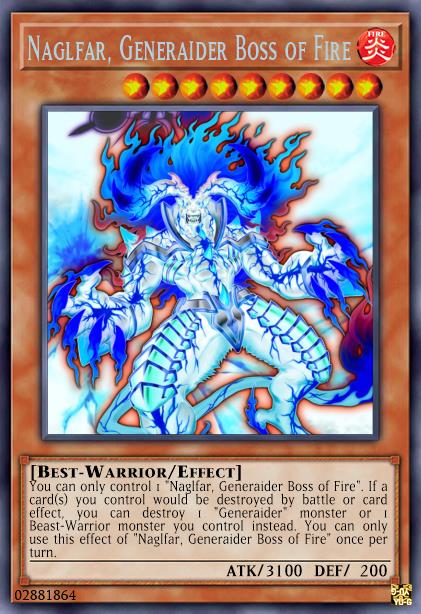 Naglfar, Generaider Boss of Fire
FIRE
炎
[Best-Warrior/Effect]
You can only control 1 "Naglfar, Generaider Boss of Fire". If a
card(s) you control would be destroyed by battle or card
effect, you can destroy 1 "Generaider" monster or 1
Beast-Warrior monster you control instead. You can only
use this effect of "Naglfar, Generaider Boss of Fire" once per
turn.
ATK/3100 DEF/ 200
02881864